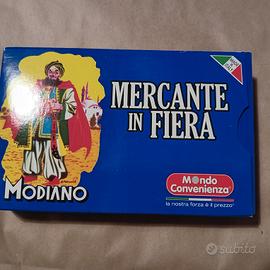 MERCANTE
IN FIERA
MODIANO
MONDO
CONVENIENZA
la nostra forza è il prezzo
subito